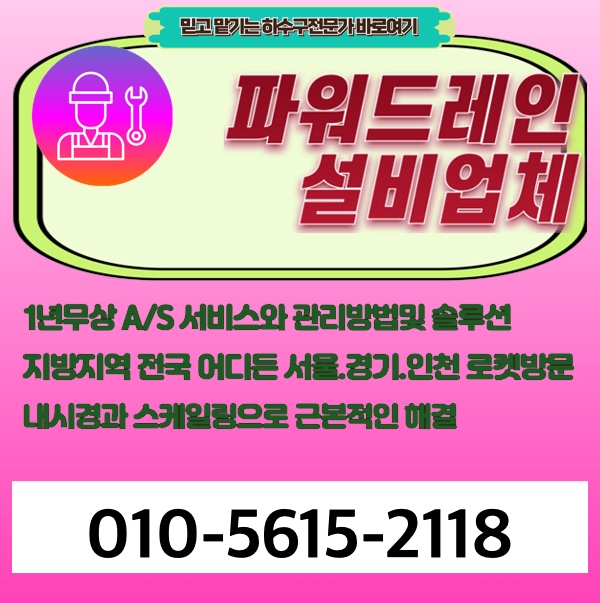 믿고 맡기는 하수구전문가 바로여기
파워드레인
설비업체
1년무상 A/S 서비스와 관리방법및 솔루션
지방지역 전국 어디든 서울.경기.인천 로켓방문
내시경과 스케일링으로 근본적인 해결
010-5615-2118